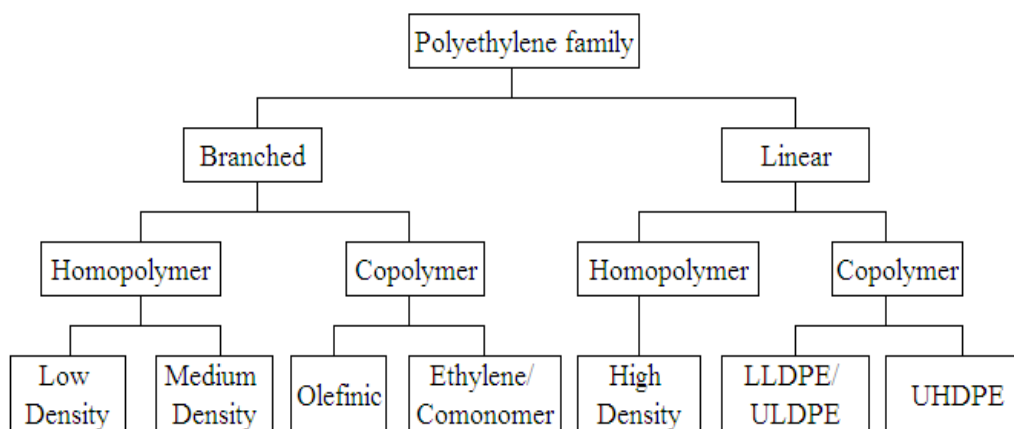 Polyethylene family
Branched
Linear
Homopolymer
Copolymer
Homopolymer
Copolymer
Low
Density
Medium
Density
Olefinic
Ethylene/
Comonomer
High
Density
LLDPE/
ULDPE
UHDPE